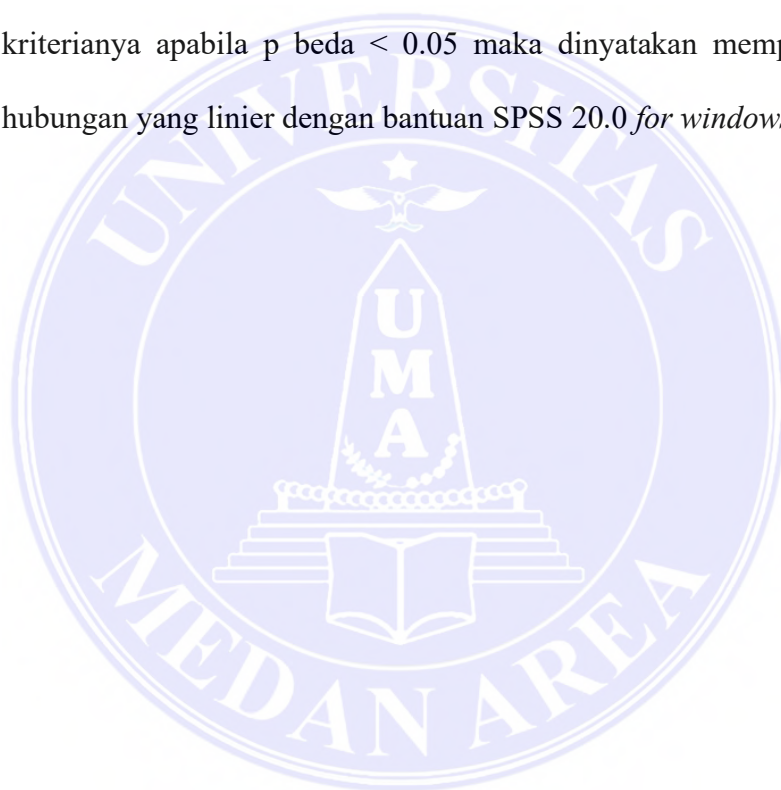 kriterianya apabila p beda < 0.05 maka dinyatakan
hubungan yang linier dengan bantuan SPSS 20.0 for
UNIVERSITAS
UMA
MEDAN AREA